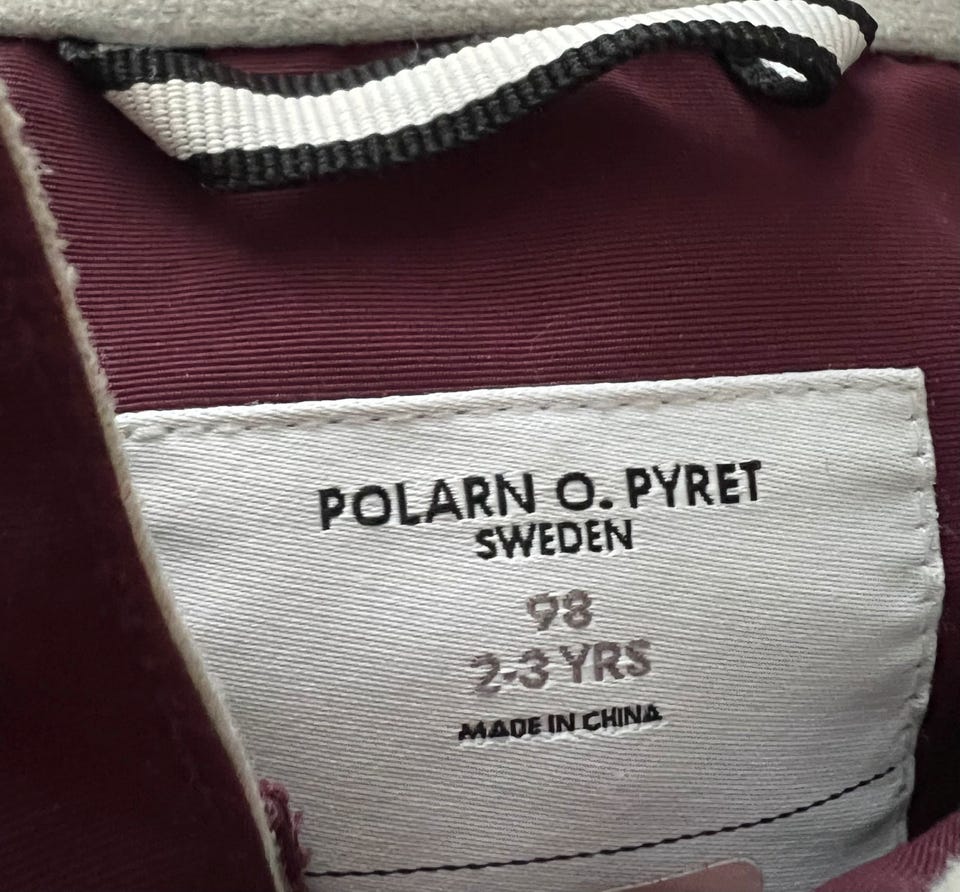 POLARN O. PYRET
SWEDEN
98
2-3 YRS
MADE IN CHINA